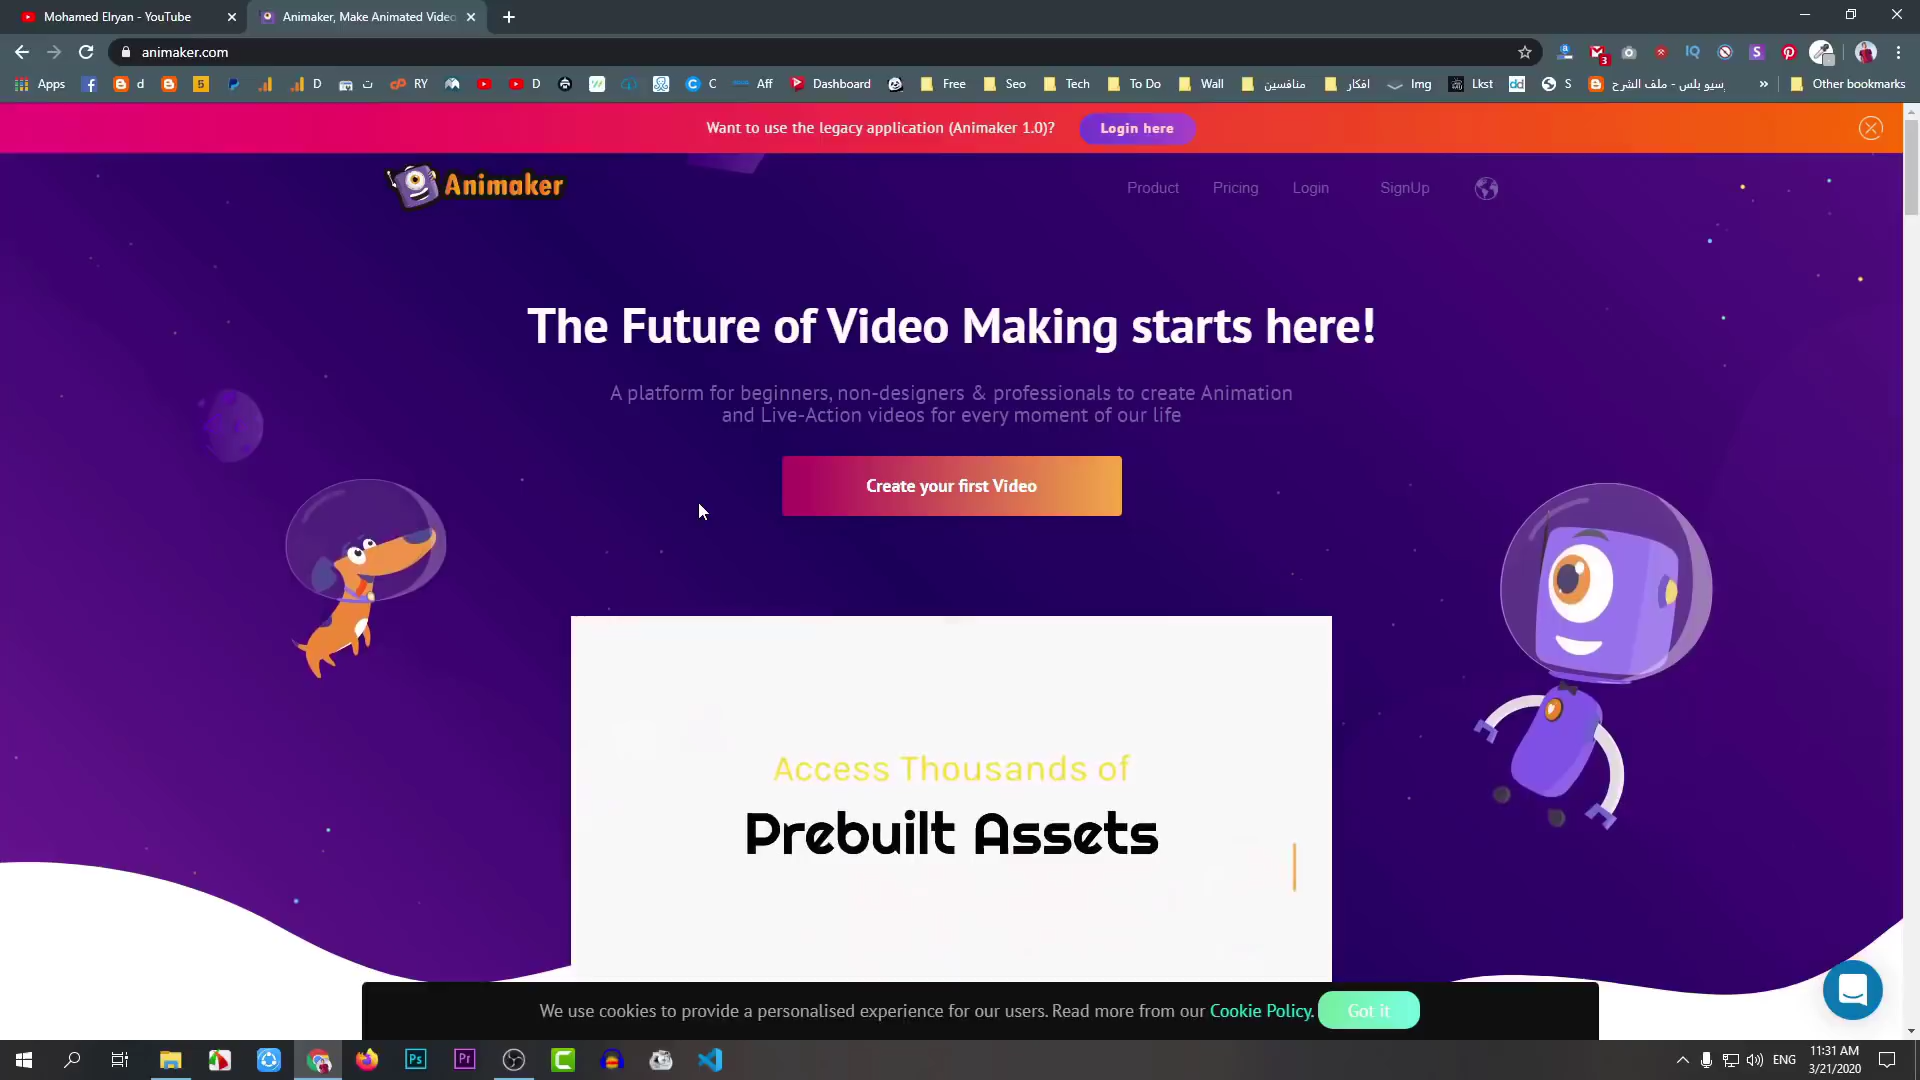 Mohamed Elryan - YouTube
Animaker, Make Animated Video
animaker.com
3
Apps
d
5
D
ت
RY
D
C
Aff
Dashboard
Free
Seo
Tech
To Do
Wall
منافسين
افكار
Img
Lkst
dd
S
سيو بلس - ملف الشرح
»
Other bookmarks
Want to use the legacy application (Animaker 1.0)?
Login here
Animaker
Product
Pricing
Login
SignUp
The Future of Video Making starts here!
A platform for beginners, non-designers & professionals to create Animation
and Live-Action videos for every moment of our life
Create your first Video
Access Thousands of
Prebuilt Assets
We use cookies to provide a personalised experience for our users. Read more from our Cookie Policy.
Got it
Ps
Pr
ENG
11:31 AM
3/21/2020